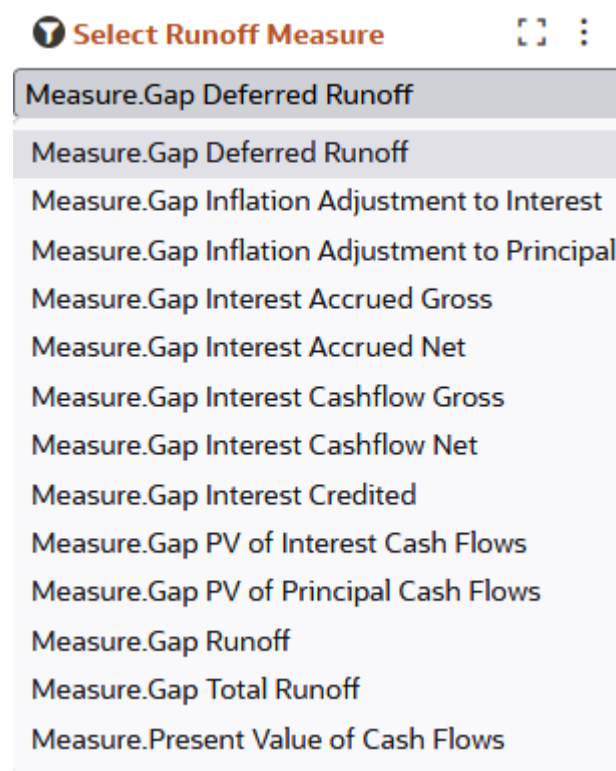 Select Runoff Measure
Measure.Gap Deferred Runoff
Measure.Gap Deferred Runoff
Measure.Gap Inflation Adjustment to Interest
Measure.Gap Inflation Adjustment to Principal
Measure.Gap Interest Accrued Gross
Measure.Gap Interest Accrued Net
Measure.Gap Interest Cashflow Gross
Measure.Gap Interest Cashflow Net
Measure.Gap Interest Credited
Measure.Gap PV of Interest Cash Flows
Measure.Gap PV of Principal Cash Flows
Measure.Gap Runoff
Measure.Gap Total Runoff
Measure.Present Value of Cash Flows